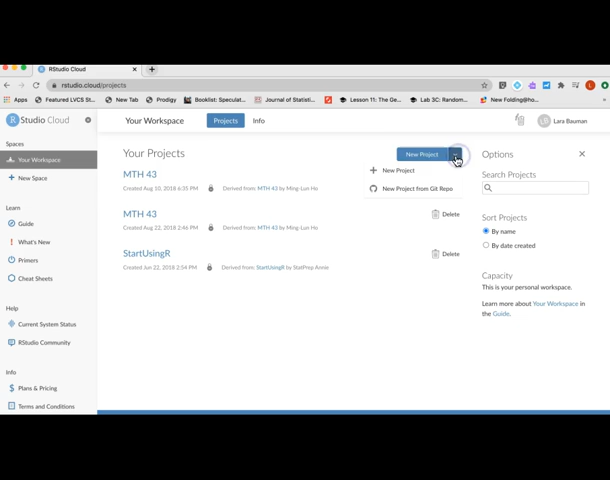 RStudio Cloud
rstudio.cloud/projects
Apps Featured LVCS St... New Tab Prodigy Booklist: Speculat... Journal of Statistic... Lesson 11: The Ge... Lab 3C: Random... New Folding@ho...
Studio Cloud Your Workspace Projects Info Lara Bauman
Spaces
Your Workspace
New Space
Learn
Guide
What's New
Primers
Cheat Sheets
Help
Current System Status
RStudio Community
Info
Plans & Pricing
Terms and Conditions
Your Projects
New Project
New Project
New Project from Git Repo
MTH 43
Created Aug 10, 2018 6:35 PM Derived from: MTH 43 by Ming-Lun Ho
MTH 43 Delete
Created Aug 22, 2018 2:46 PM Derived from: MTH 43 by Ming-Lun Ho
StartUsingR Delete
Created Jun 22, 2018 2:54 PM Derived from: StartUsingR by StatPrep Annie
Options
Search Projects
Sort Projects
By name
By date created
Capacity
This is your personal workspace.
Learn more about Your Workspace in
the Guide.